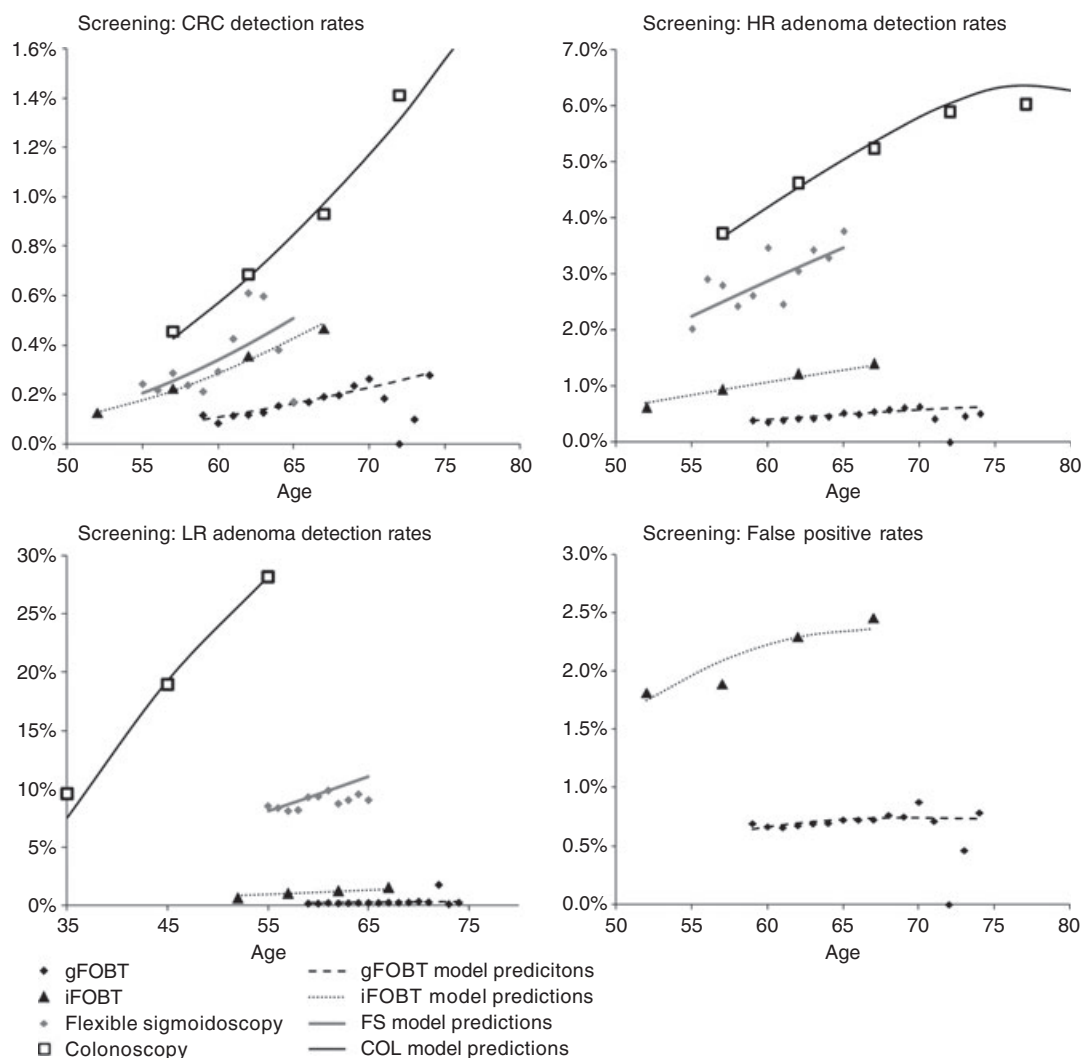 Screening: CRC detection rates
1.6%
1.4%
1.2%
1.0%
0.8%
0.6%
0.4%
0.2%
0.0%
50 55 60 65 70 75 80
Age
Screening: HR adenoma detection rates
7.0%
6.0%
5.0%
4.0%
3.0%
2.0%
1.0%
0.0%
50 55 60 65 70 75 80
Age
Screening: LR adenoma detection rates
30%
25%
20%
15%
10%
5%
0%
35 45 55 65 75
Age
Screening: False positive rates
3.0%
2.5%
2.0%
1.5%
1.0%
0.5%
0.0%
50 55 60 65 70 75 80
Age
gFOBT
iFOBT
Flexible sigmoidoscopy
Colonoscopy
gFOBT model predicitons
iFOBT model predictions
FS model predictions
COL model predictions